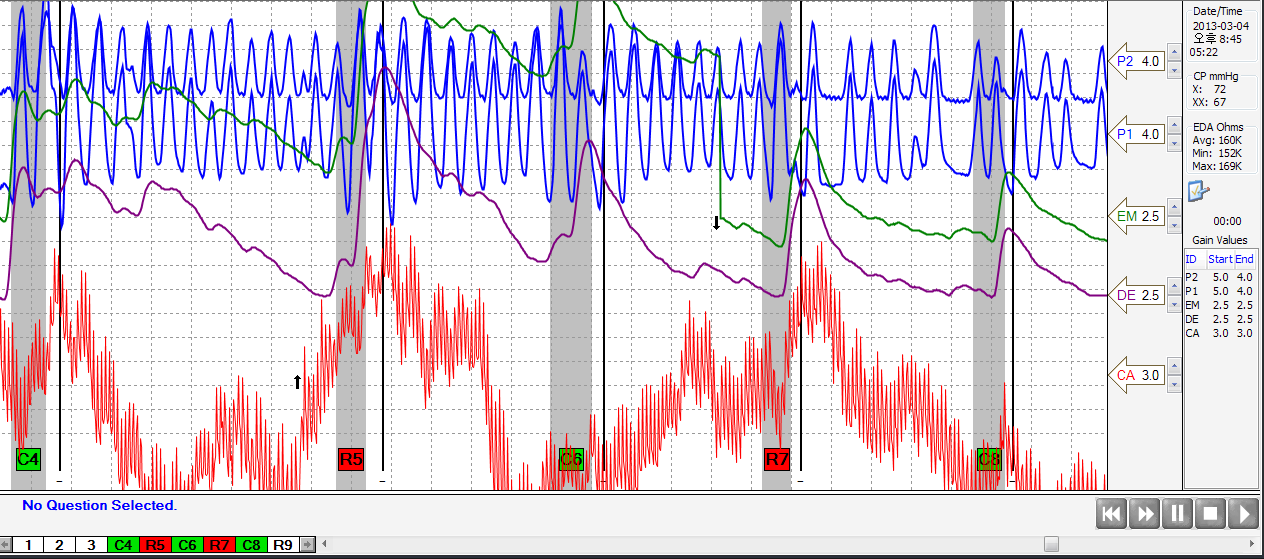 Date/Time
2013-03-04
오후 8:45
05:22
P2 4.0
CP mmHg
X: 72
XX: 67
P1 4.0
EDA Ohms
Avg: 160K
Min: 152K
Max: 169K
EM 2.5
00:00
Gain Values
ID Start End
P2 5.0 4.0
P1 5.0 4.0
EM 2.5 2.5
DE 2.5 2.5
CA 3.0 3.0
DE 2.5
CA 3.0
C4 R5 C6 R7 C8
- - - - -
No Question Selected.
1 2 3 C4 R5 C6 R7 C8 R9